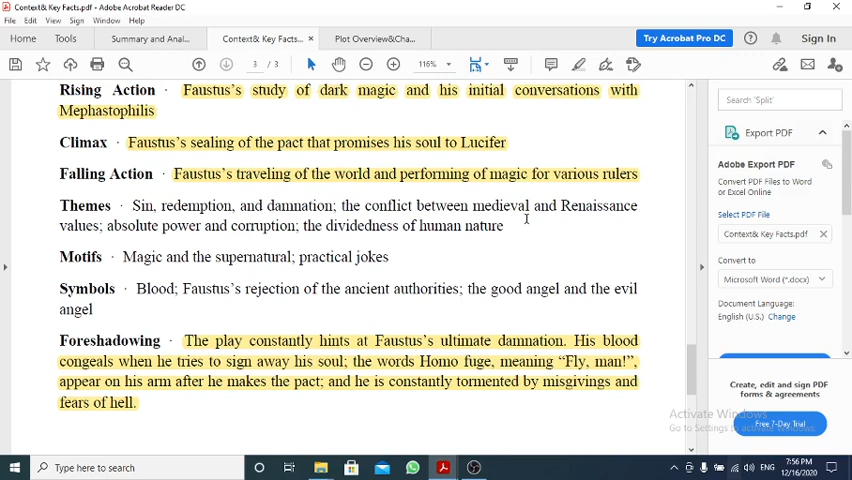 Context& Key Facts.pdf - Adobe Acrobat Reader DC
File Edit View Sign Window Help
Home Tools Summary and Anal... Context& Key Facts... × Plot Overview&Cha... Try Acrobat Pro DC Sign In
3 / 3 116%
Rising Action · Faustus's study of dark magic and his initial conversations with
Mephastophilis
Climax · Faustus's sealing of the pact that promises his soul to Lucifer
Falling Action · Faustus's traveling of the world and performing of magic for various rulers
Themes · Sin, redemption, and damnation; the conflict between medieval and Renaissance
values; absolute power and corruption; the dividedness of human nature
Motifs · Magic and the supernatural; practical jokes
Symbols · Blood; Faustus's rejection of the ancient authorities; the good angel and the evil
angel
Foreshadowing · The play constantly hints at Faustus's ultimate damnation. His blood
congeals when he tries to sign away his soul; the words Homo fuge, meaning “Fly, man!”,
appear on his arm after he makes the pact; and he is constantly tormented by misgivings and
fears of hell.
Search 'Split'
Export PDF
Adobe Export PDF
Convert PDF Files to Word
or Excel Online
Select PDF File
Context& Key Facts.pdf ×
Convert to
Microsoft Word (*.docx)
Document Language:
English (U.S.) Change
Create, edit and sign PDF
forms & agreements
Free 7-Day Trial
Activate Windows
Go to Settings to activate Windows.
Type here to search
ENG
7:56 PM
12/16/2020